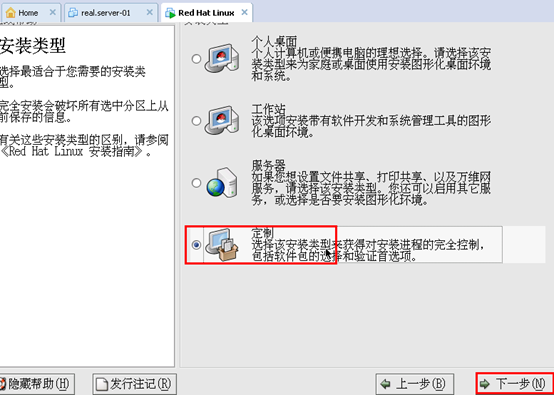 Home
real.server-01
Red Hat Linux
安装类型
选择最适合于您需要的安装类
型。
完全安装会破坏所有选中分区上从
前保存的信息。
有关这些安装类型的区别，请参阅
《Red Hat Linux 安装指南》。
个人桌面
个人计算机或便携电脑的理想选择。请选择该安
装类型来为家庭或桌面使用安装图形化桌面环境
和系统。
工作站
该选项安装带有软件开发和系统管理工具的图形
化桌面环境。
服务器
如果您想设置文件共享、打印共享、以及万维网
服务，请选择该安装类型。您还可以启用其它服
务，或选择是否要安装图形化环境。
定制
选择该安装类型来获得对安装进程的完全控制，
包括软件包的选择和验证首选项。
隐藏帮助(H)
发行注记(R)
上一步(B)
下一步(N)